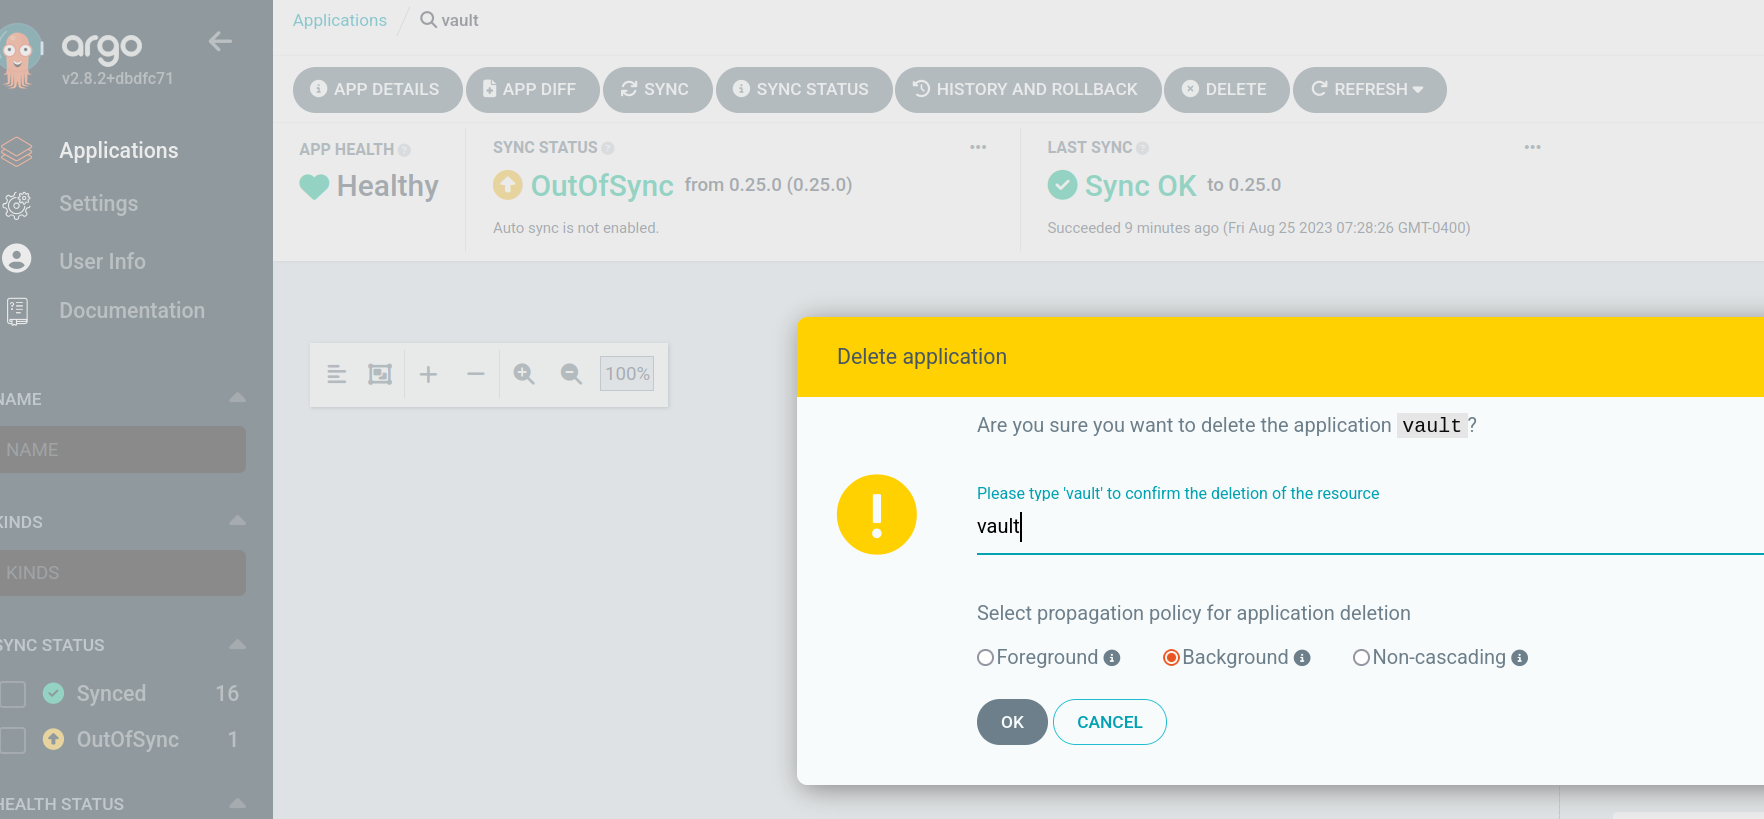 argo
v2.8.2+dbdfc71
Applications
Settings
User Info
Documentation
NAME
NAME
KINDS
KINDS
SYNC STATUS
Synced 16
OutOfSync 1
HEALTH STATUS
Applications / vault
APP DETAILS APP DIFF SYNC SYNC STATUS HISTORY AND ROLLBACK DELETE REFRESH
APP HEALTH
Healthy
SYNC STATUS
OutOfSync from 0.25.0 (0.25.0)
Auto sync is not enabled.
LAST SYNC
Sync OK to 0.25.0
Succeeded 9 minutes ago (Fri Aug 25 2023 07:28:26 GMT-0400)
100%
Delete application
Are you sure you want to delete the application vault?
Please type 'vault' to confirm the deletion of the resource
vault
Select propagation policy for application deletion
Foreground Background Non-cascading
OK CANCEL